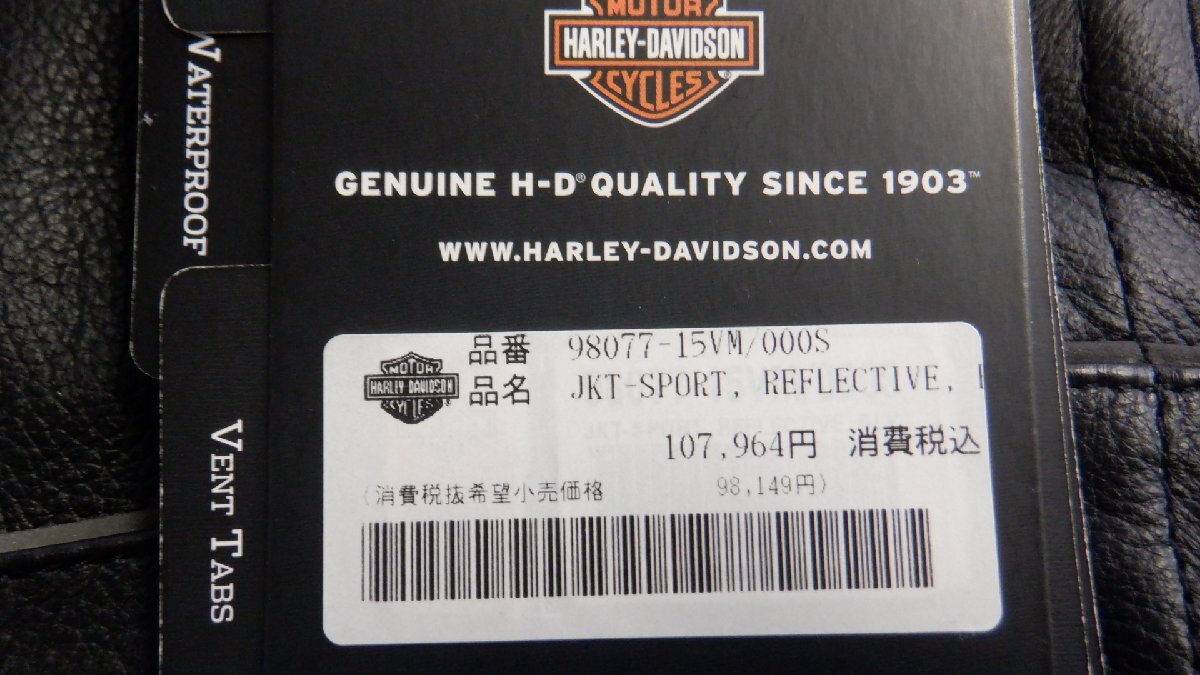 MOTOR
HARLEY-DAVIDSON
CYCLES®
GENUINE H-D® QUALITY SINCE 1903™
WWW.HARLEY-DAVIDSON.COM
WATERPROOF
VENT TABS
MOTOR
HARLEY-DAVIDSON
CYCLES
品番 98077-15VM/000S
品名 JKT-SPORT, REFLECTIVE,
107,964円 消費税込
(消費税抜希望小売価格 98,149円)